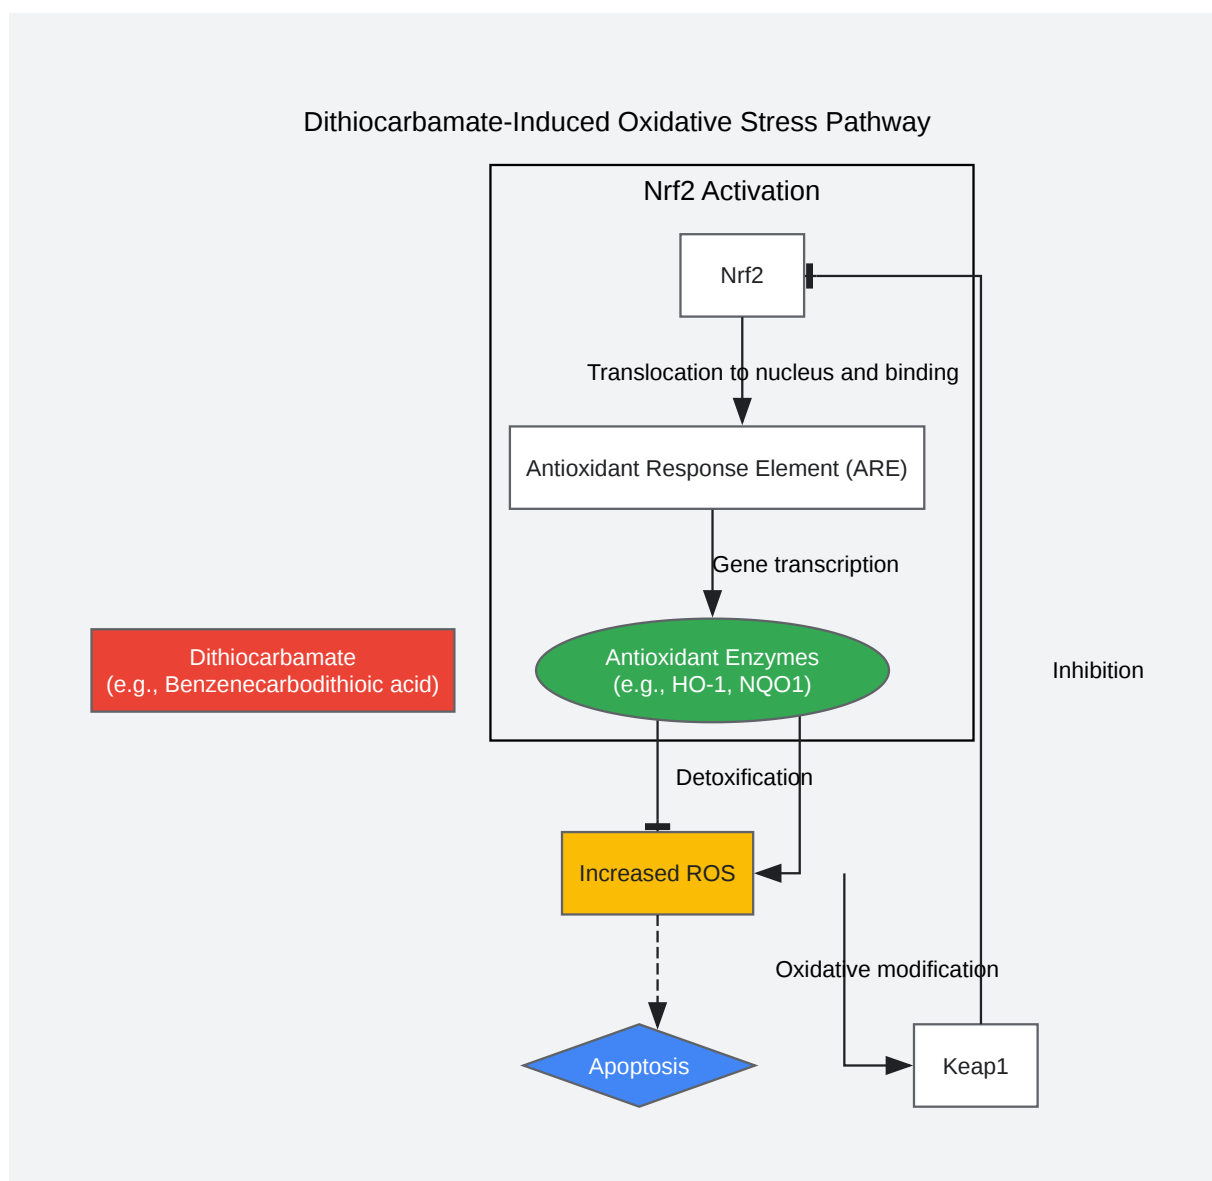 Dithiocarbamate-Induced Oxidative Stress Pathway
Nrf2 Activation
Nrf2
Translocation to nucleus and binding
Antioxidant Response Element (ARE)
Gene transcription
Dithiocarbamate
(e.g., Benzenecarbodithioic acid)
Antioxidant Enzymes
(e.g., HO-1, NQO1)
Inhibition
Detoxification
Increased ROS
Oxidative modification
Apoptosis
Keap1